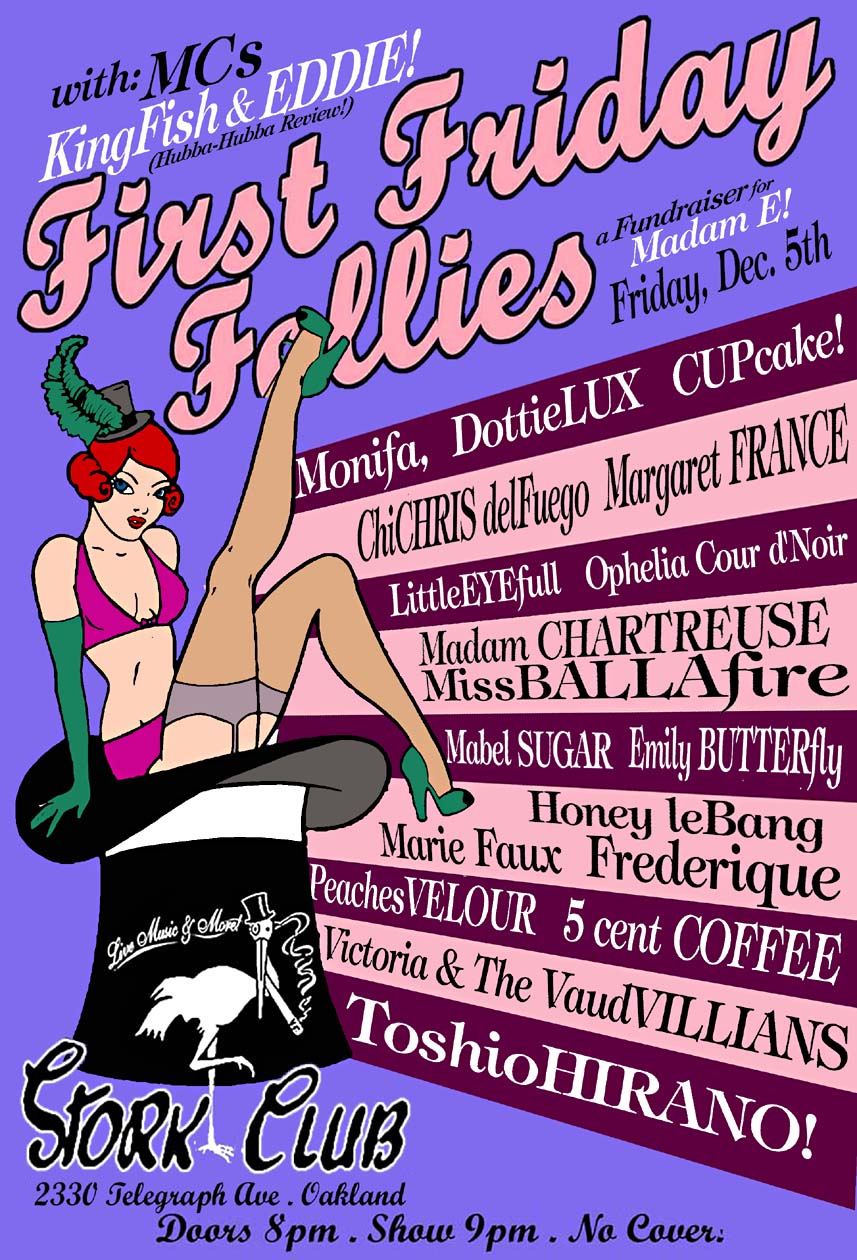 with: MCs
KingFish & EDDIE!
(Hubba-Hubba Review!)
First Friday
Follies
a Fundraiser for
Madam E!
Friday, Dec. 5th
Monifa, DottieLUX CUPcake!
ChiCHRIS delFuego Margaret FRANCE
LittleEYEfull Ophelia Cour d'Noir
Madam CHARTREUSE
MissBALLAfire
Mabel SUGAR Emily BUTTERfly
Honey leBang
Marie Faux Frederique
PeachesVELOUR 5 cent COFFEE
Victoria & The VaudVILLIANS
ToshioHIRANO!
Live Music & More!
STORK CLUB
2330 Telegraph Ave . Oakland
Doors 8pm . Show 9pm . No Cover: